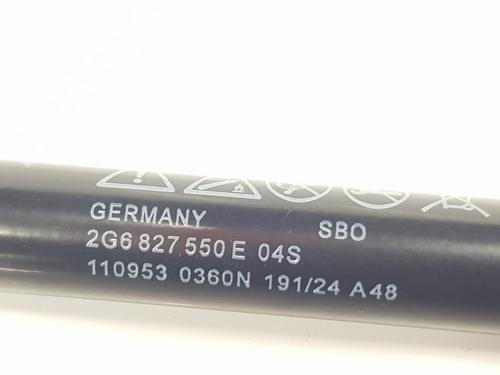 GERMANY SBO
2G6 827 550 E 04S
110953 0360N 191/24 A48